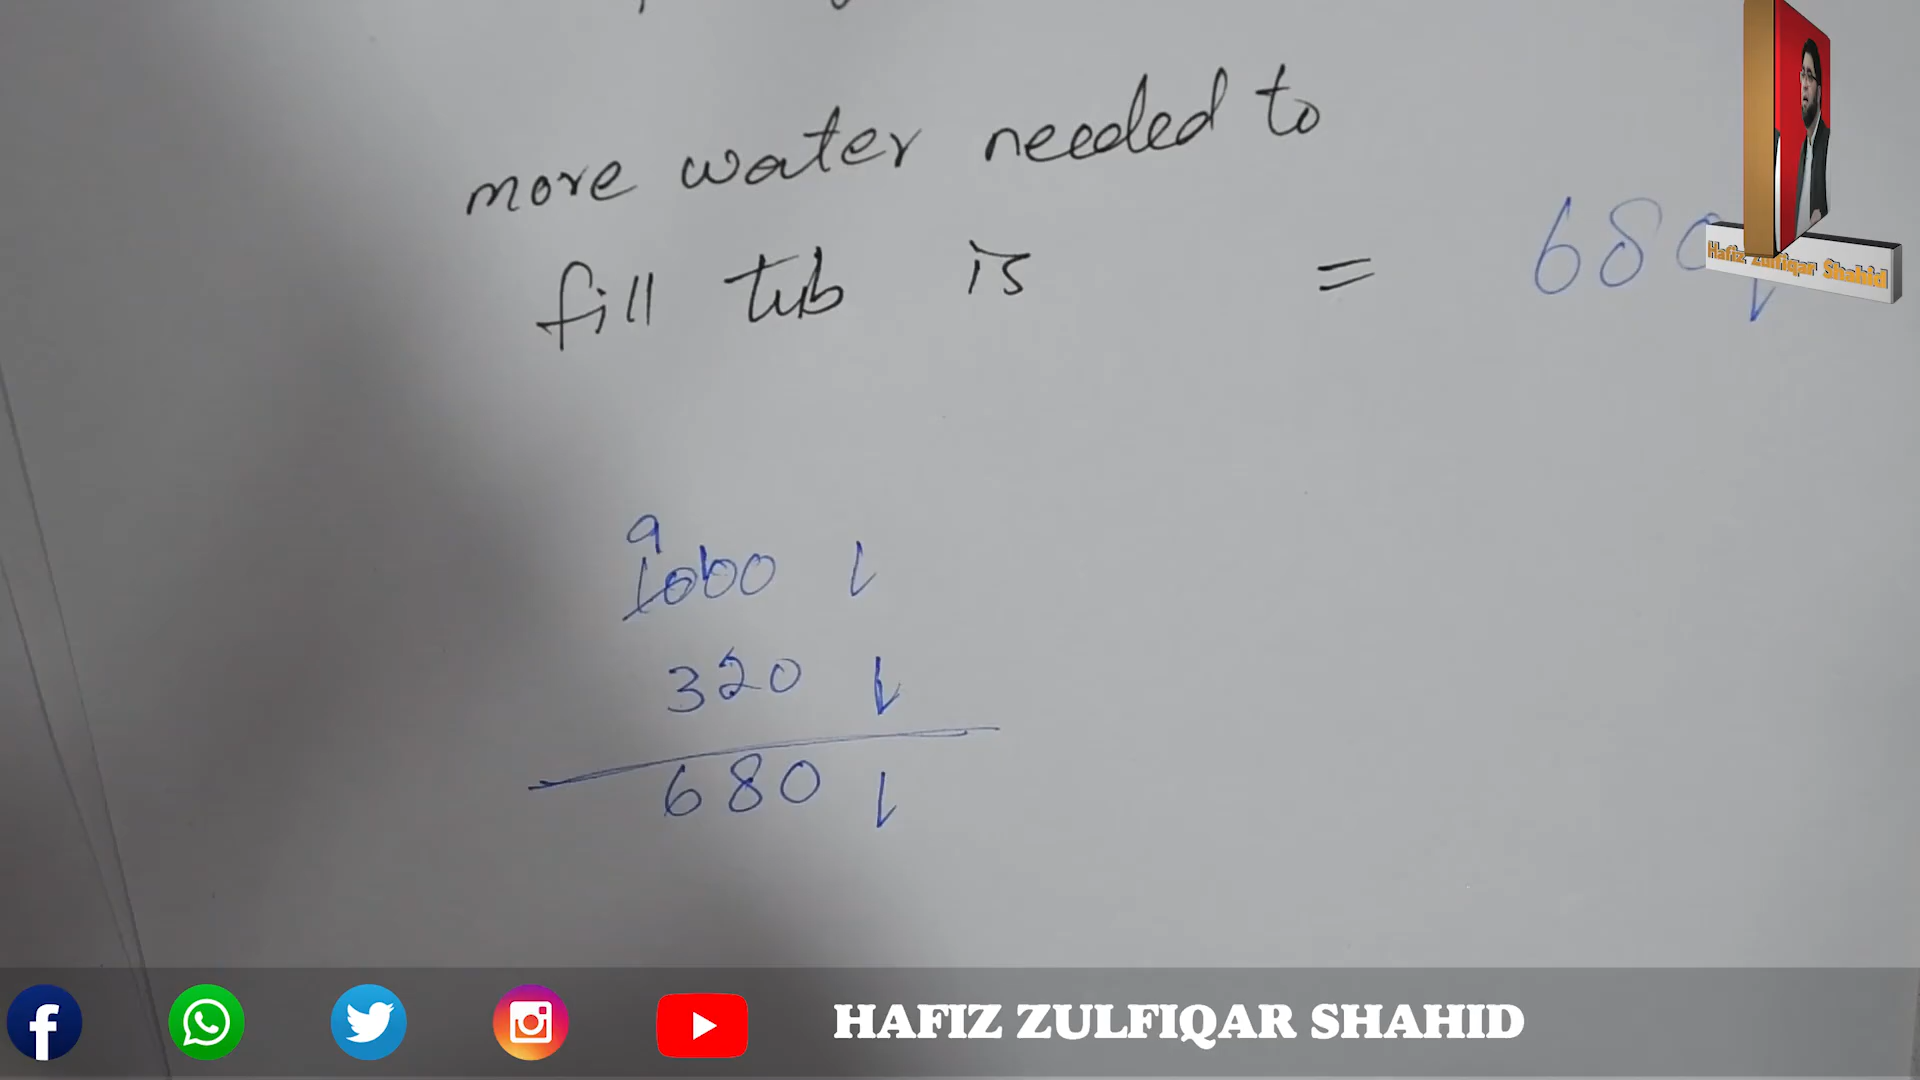 more water needed to
fill tub is = 680 l
Hafiz Zulfiqar Shahid
9
1000 l
320 l
680 l
HAFIZ ZULFIQAR SHAHID